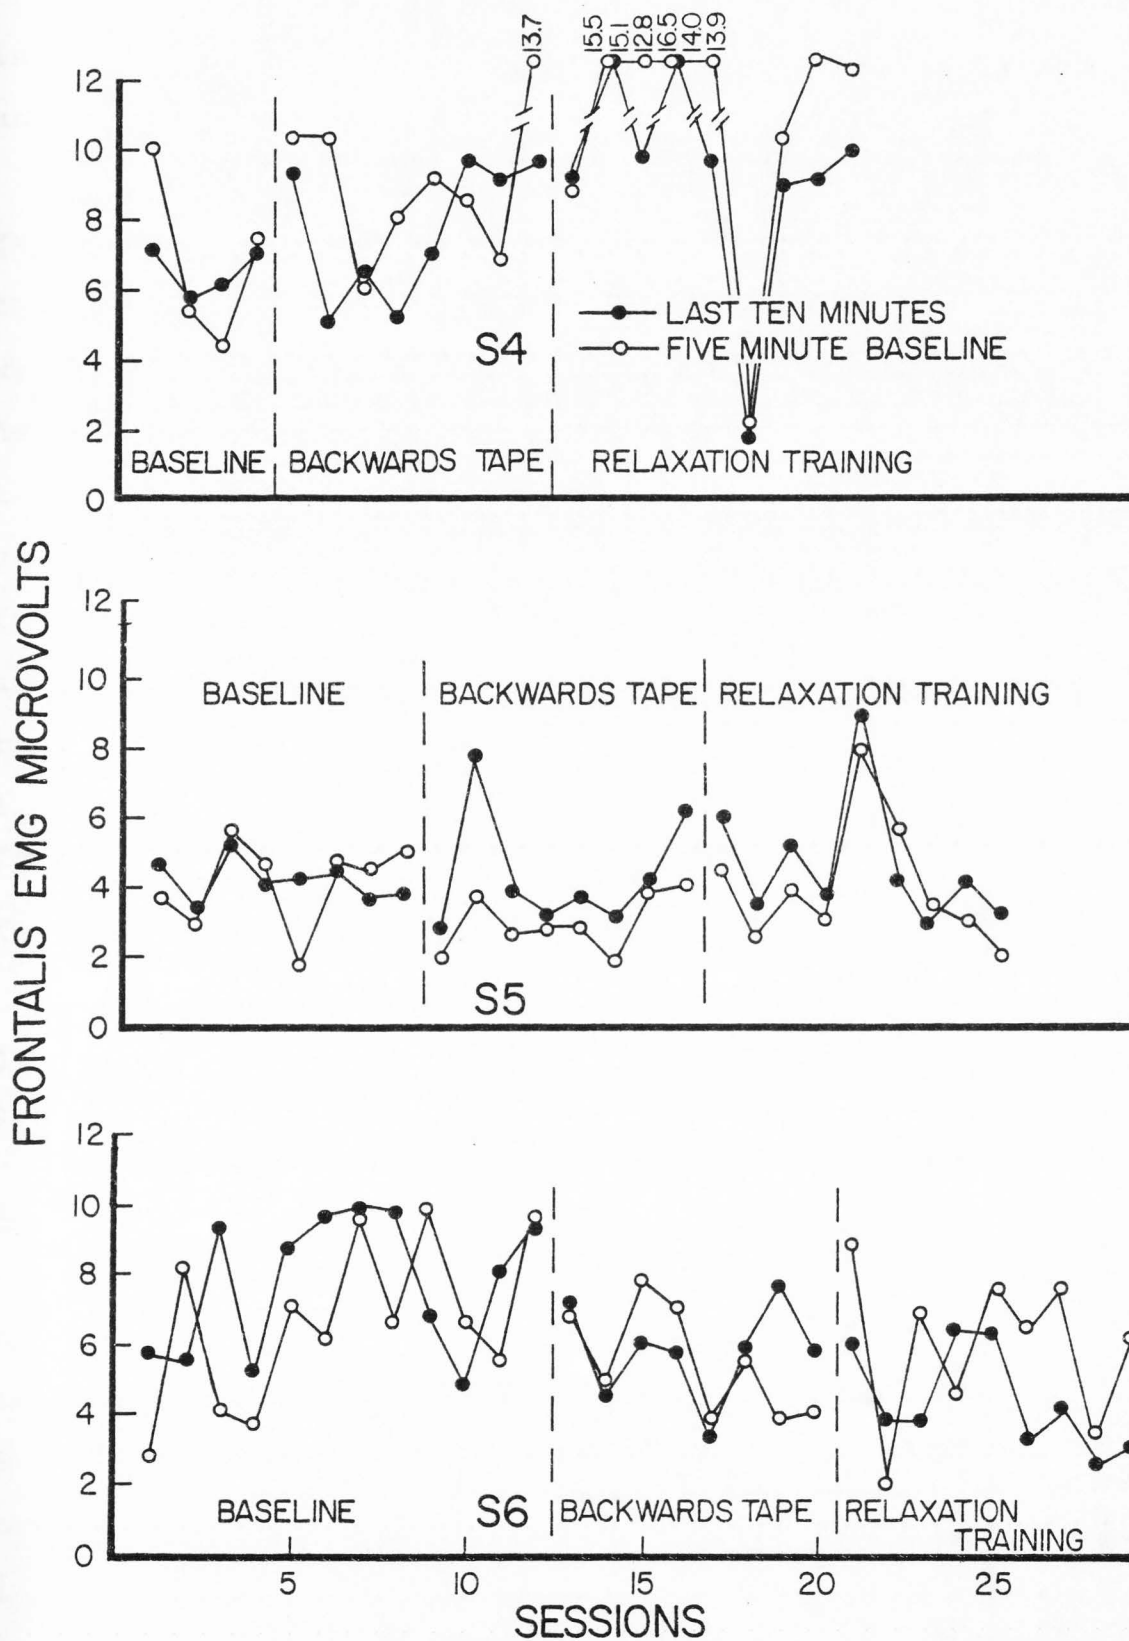 FRONTALIS EMG MICROVOLTS
13.7
15.5
15.1
12.8
16.5
14.0
13.9
12
10
8
6
4
2
0
LAST TEN MINUTES
S4
FIVE MINUTE BASELINE
BASELINE
BACKWARDS TAPE
RELAXATION TRAINING
12
10
8
6
4
2
0
BASELINE
BACKWARDS TAPE
RELAXATION TRAINING
S5
12
10
8
6
4
2
0
BASELINE
S6
BACKWARDS TAPE
RELAXATION
TRAINING
5
10
15
20
25
SESSIONS